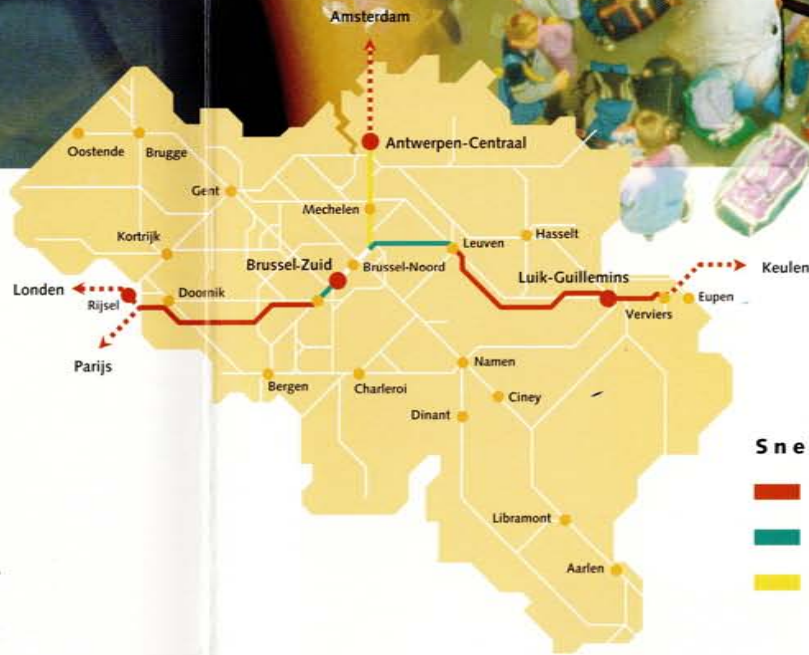 Amsterdam
Antwerpen-Centraal
Oostende
Brugge
Gent
Mechelen
Kortrijk
Hasselt
Leuven
Brussel-Zuid
Brussel-Noord
Luik-Guillemins
Keulen
Londen
Rijsel
Doornik
Verviers
Eupen
Parijs
Namen
Bergen
Charleroi
Ciney
Dinant
Sne
Libramont
Aarlen